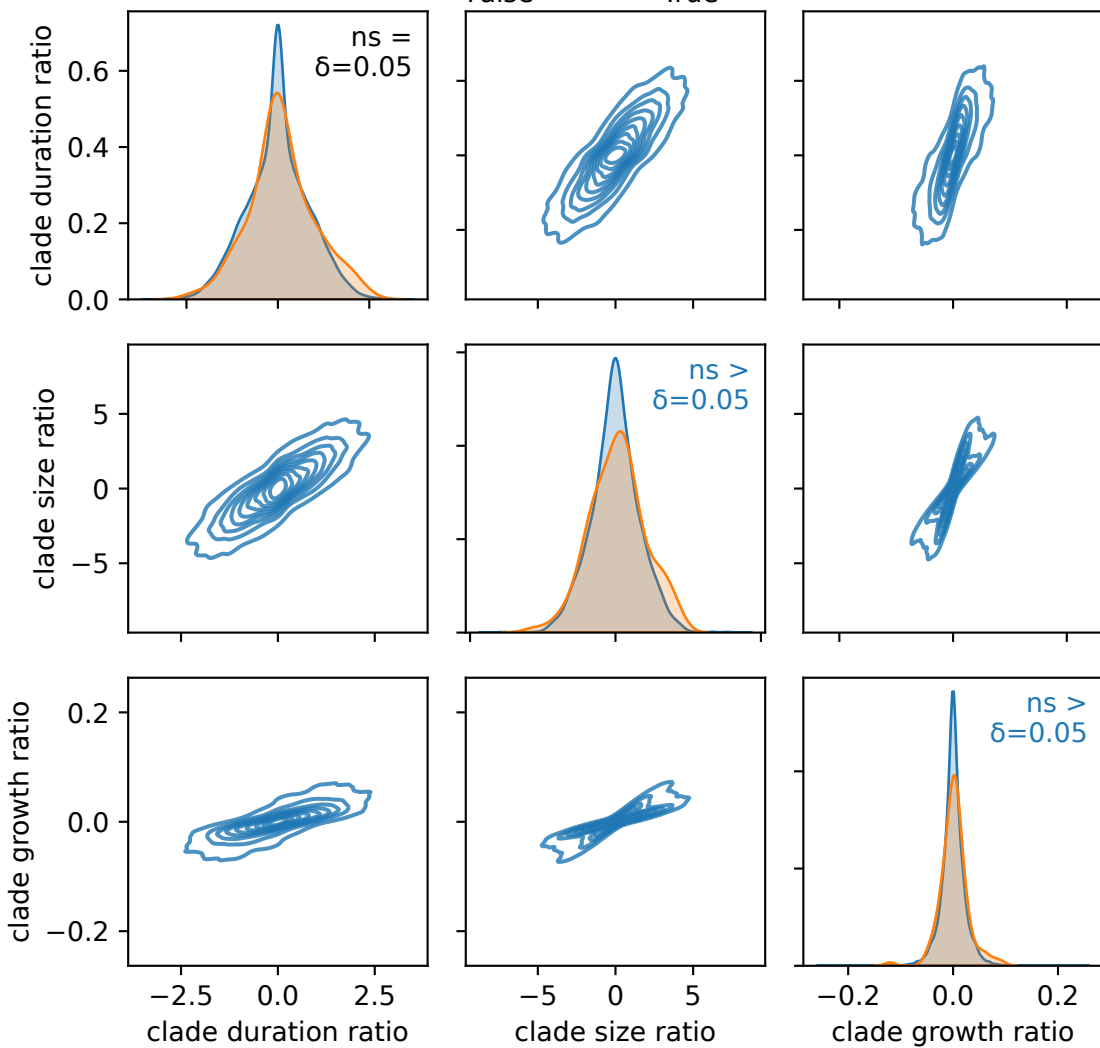 clade duration ratio
0.6
0.4
0.2
0.0
ns =
δ=0.05
clade size ratio
5
0
−5
ns >
δ=0.05
clade growth ratio
0.2
0.0
−0.2
ns >
δ=0.05
−2.5 0.0 2.5
−5 0 5
−0.2 0.0 0.2
clade duration ratio
clade size ratio
clade growth ratio